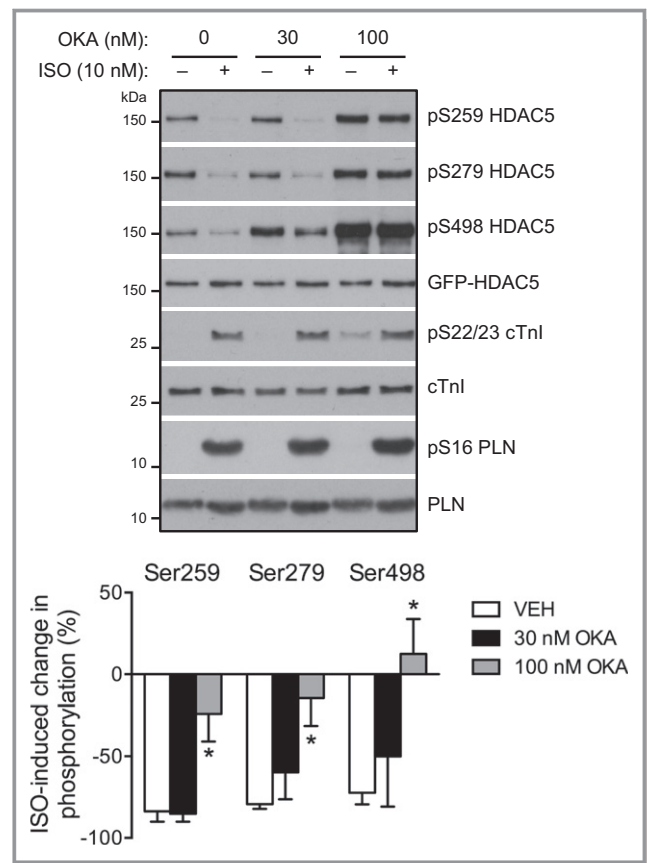 OKA (nM): 0 30 100
ISO (10 nM): – + – + – +
kDa
150 pS259 HDAC5
150 pS279 HDAC5
150 pS498 HDAC5
150 GFP-HDAC5
25 pS22/23 cTnI
25 cTnI
10 pS16 PLN
10 PLN
Ser259 Ser279 Ser498
ISO-induced change in
phosphorylation (%)
50
0
-50
-100
* * *
VEH
30 nM OKA
100 nM OKA